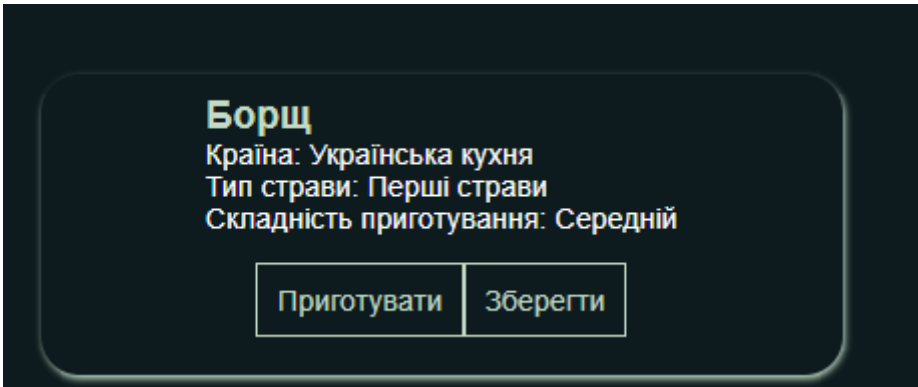 Борщ
Країна: Українська кухня
Тип страви: Перші страви
Складність приготування: Середній
Приготувати Зберегти